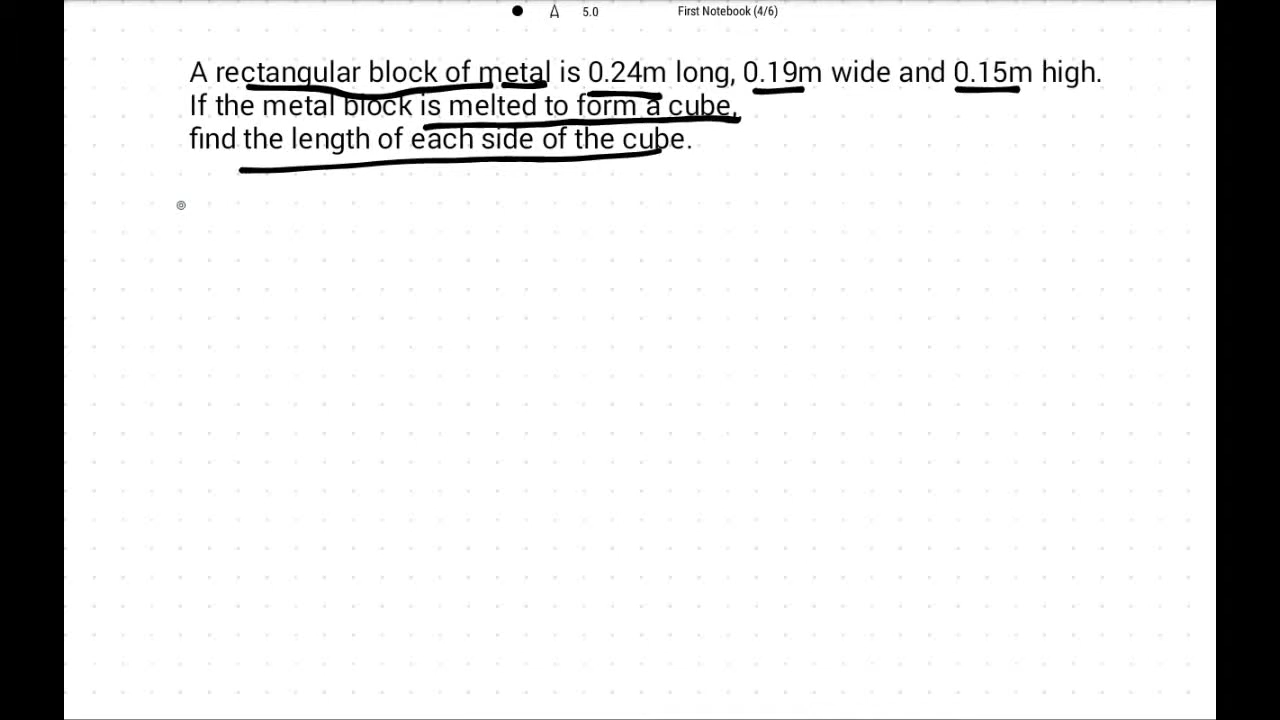 5.0 First Notebook (4/6)
A rectangular block of metal is 0.24m long, 0.19m wide and 0.15m high.
If the metal block is melted to form a cube,
find the length of each side of the cube.